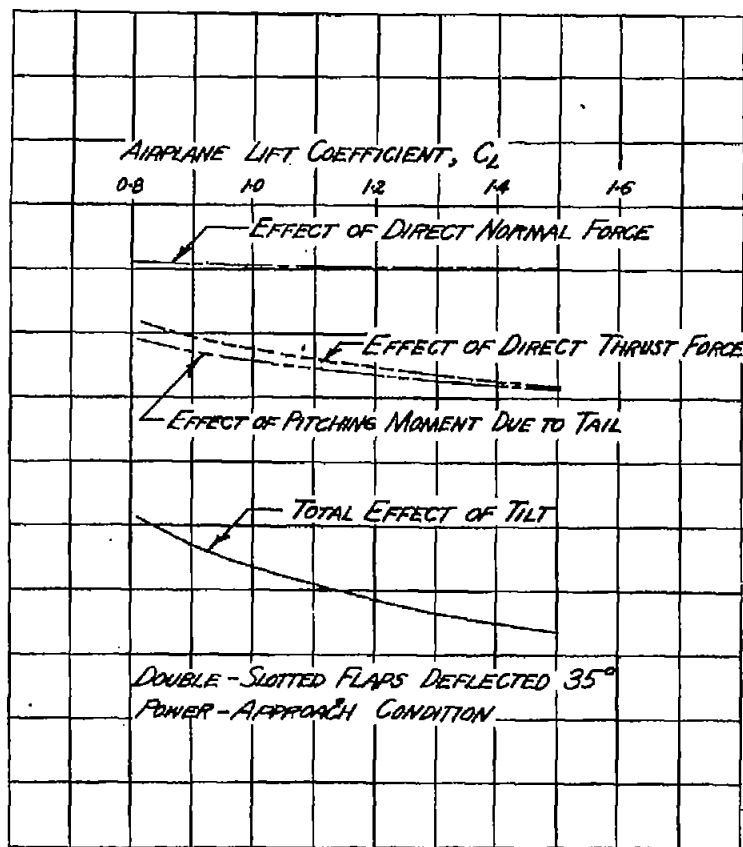 AIRPLANE LIFT COEFFICIENT, CL
0.8 1.0 1.2 1.4 1.6
EFFECT OF DIRECT NORMAL FORCE
EFFECT OF DIRECT THRUST FORCE
EFFECT OF PITCHING MOMENT DUE TO TAIL
TOTAL EFFECT OF TILT
DOUBLE-SLOTTED FLAPS DEFLECTED 35°
POWER-APPROACH CONDITION